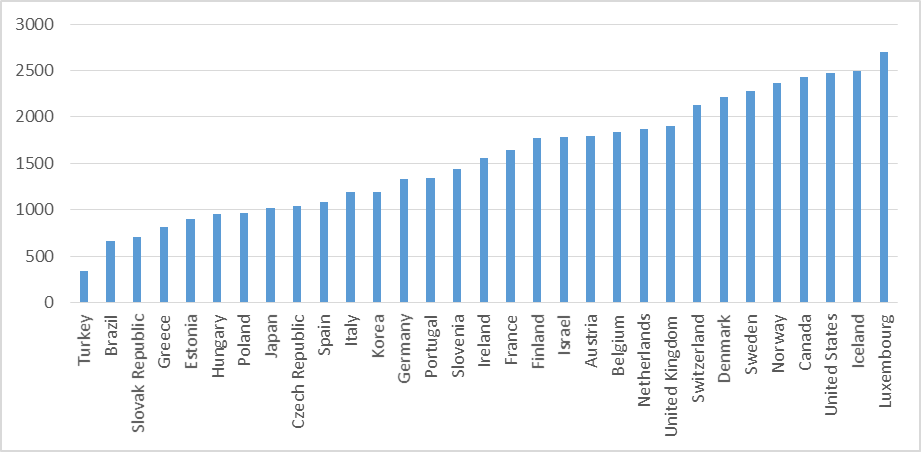 3000
2500
2000
1500
1000
500
0
Turkey
Brazil
Slovak Republic
Greece
Estonia
Hungary
Poland
Japan
Czech Republic
Spain
Italy
Korea
Germany
Portugal
Slovenia
Ireland
France
Finland
Israel
Austria
Belgium
Netherlands
United Kingdom
Switzerland
Denmark
Sweden
Norway
Canada
United States
Iceland
Luxembourg